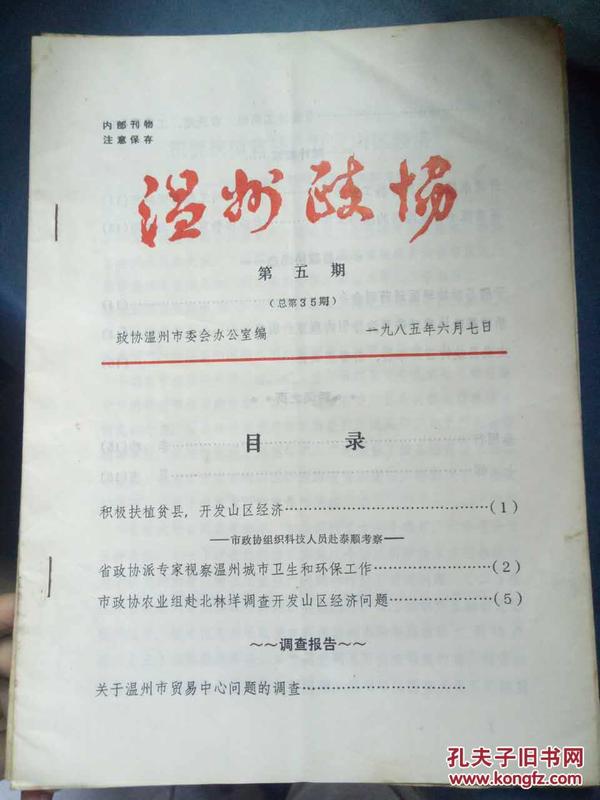 内部刊物
注意保存
温州政协
第五期
（总第35期）
政协温州市委会办公室编 一九八五年六月七日
目 录
积极扶植贫县，开发山区经济……………………………………（1）
——市政协组织科技人员赴泰顺考察——
省政协派专家视察温州城市卫生和环保工作……………………（2）
市政协农业组赴北林垟调查开发山区经济问题…………………（5）
～～调查报告～～
关于温州市贸易中心问题的调查……………………………
孔夫子旧书网
www.kongfz.com